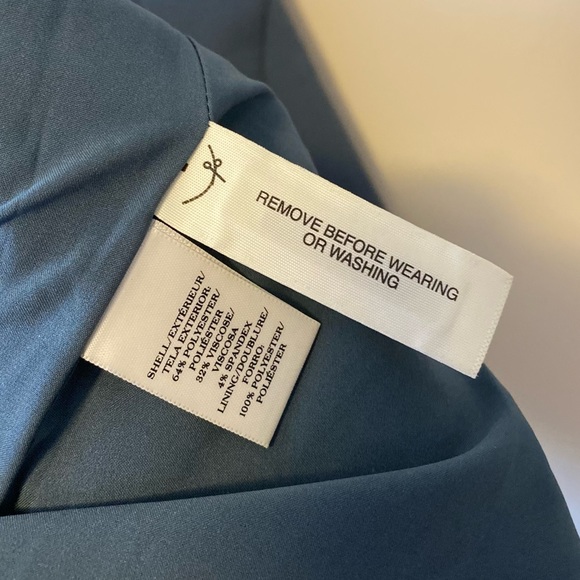 REMOVE BEFORE WEARING
OR WASHING
SHELL/EXTÉRIEUR/
TELA EXTERIOR:
64% POLYESTER/
POLIÉSTER
32% VISCOSE/
VISCOSA
4% SPANDEX
LINING/DOUBLURE/
FORRO:
100% POLYESTER/
POLIÉSTER